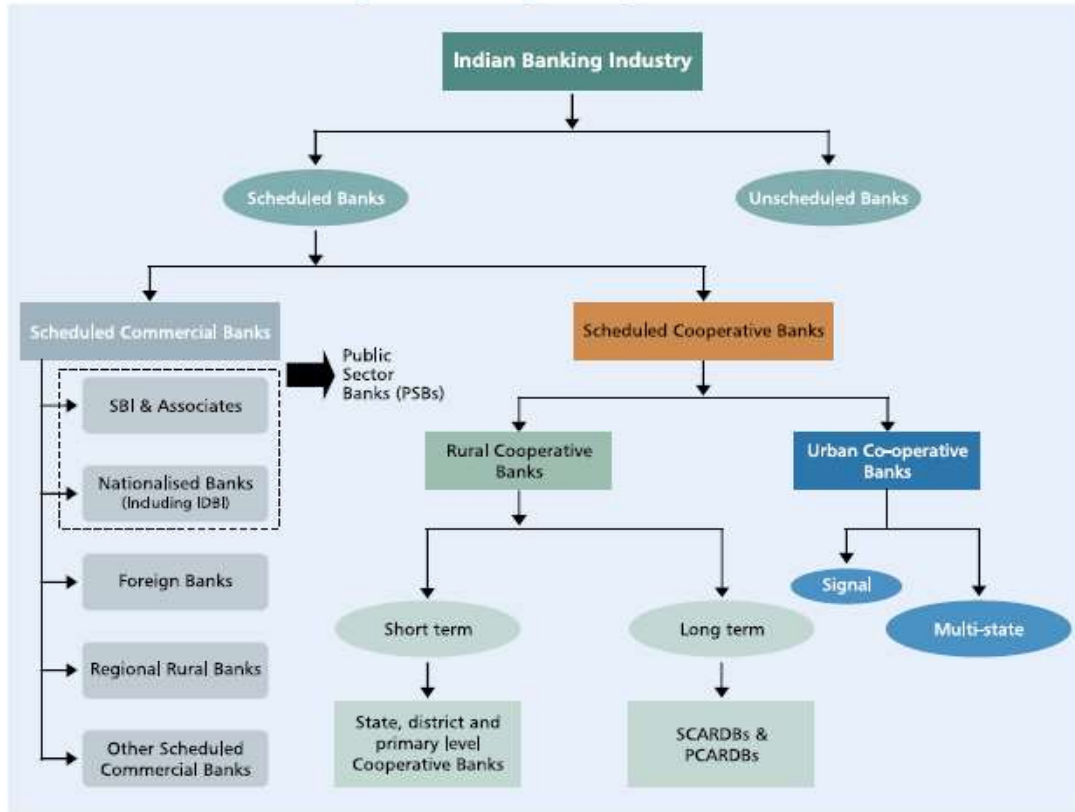 Indian Banking Industry
Scheduled Banks
Unscheduled Banks
Scheduled Commercial Banks
Scheduled Cooperative Banks
Public
Sector
Banks (PSBs)
SBI & Associates
Nationalised Banks
(Including IDBI)
Foreign Banks
Regional Rural Banks
Other Scheduled
Commercial Banks
Rural Cooperative
Banks
Urban Co-operative
Banks
Signal
Multi-state
Short term
Long term
State, district and
primary level
Cooperative Banks
SCARDBs &
PCARDBs